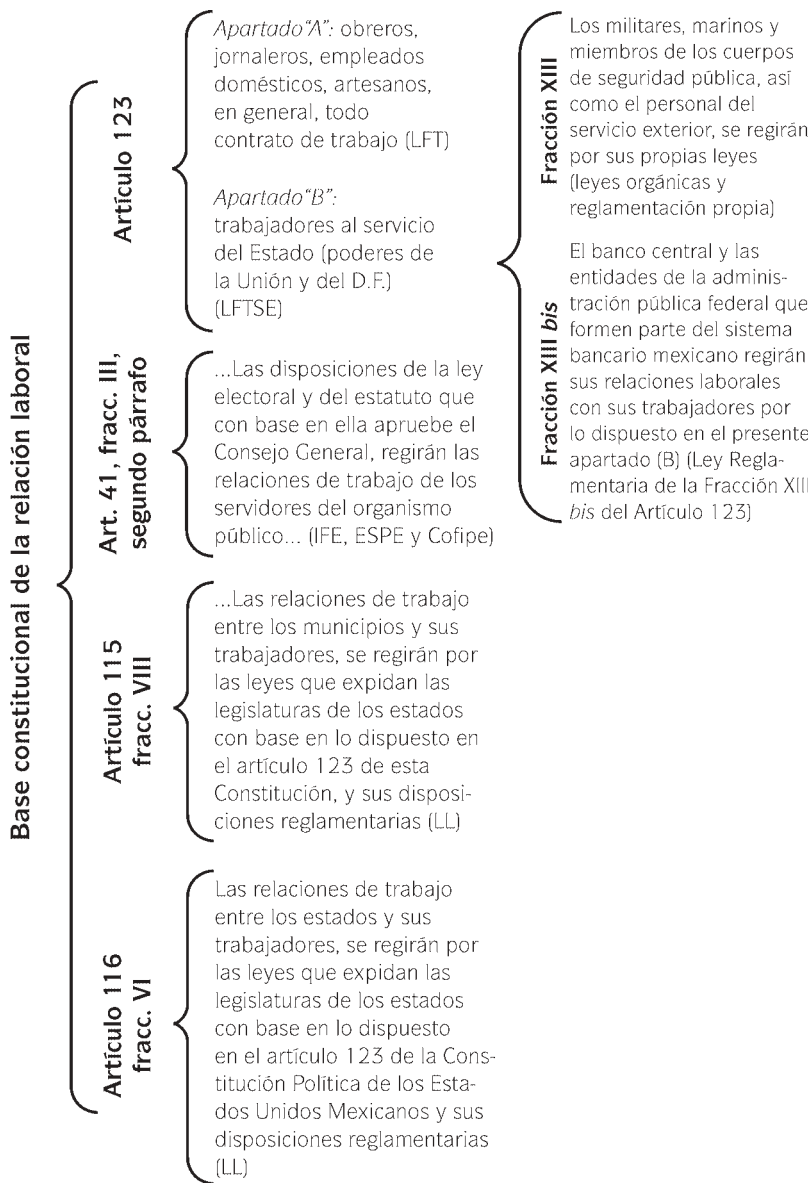 Base constitucional de la relación laboral
Artículo 123
Apartado“A”: obreros,
jornaleros, empleados
domésticos, artesanos,
en general, todo
contrato de trabajo (LFT)
Apartado“B”:
trabajadores al servicio
del Estado (poderes de
la Unión y del D.F.)
(LFTSE)
Fracción XIII
Los militares, marinos y
miembros de los cuerpos
de seguridad pública, así
como el personal del
servicio exterior, se regirán
por sus propias leyes
(leyes orgánicas y
reglamentación propia)
Fracción XIII bis
El banco central y las
entidades de la adminis-
tración pública federal que
formen parte del sistema
bancario mexicano regirán
sus relaciones laborales
con sus trabajadores por
lo dispuesto en el presente
apartado (B) (Ley Regla-
mentaria de la Fracción XIII
bis del Artículo 123)
Art. 41, fracc. III,
segundo párrafo
...Las disposiciones de la ley
electoral y del estatuto que
con base en ella apruebe el
Consejo General, regirán las
relaciones de trabajo de los
servidores del organismo
público... (IFE, ESPE y Cofipe)
Artículo 115
fracc. VIII
...Las relaciones de trabajo
entre los municipios y sus
trabajadores, se regirán por
las leyes que expidan las
legislaturas de los estados
con base en lo dispuesto en
el artículo 123 de esta
Constitución, y sus disposi-
ciones reglamentarias (LL)
Artículo 116
fracc. VI
Las relaciones de trabajo
entre los estados y sus
trabajadores, se regirán por
las leyes que expidan las
legislaturas de los estados
con base en lo dispuesto
en el artículo 123 de la Cons-
titución Política de los Esta-
dos Unidos Mexicanos y sus
disposiciones reglamentarias
(LL)